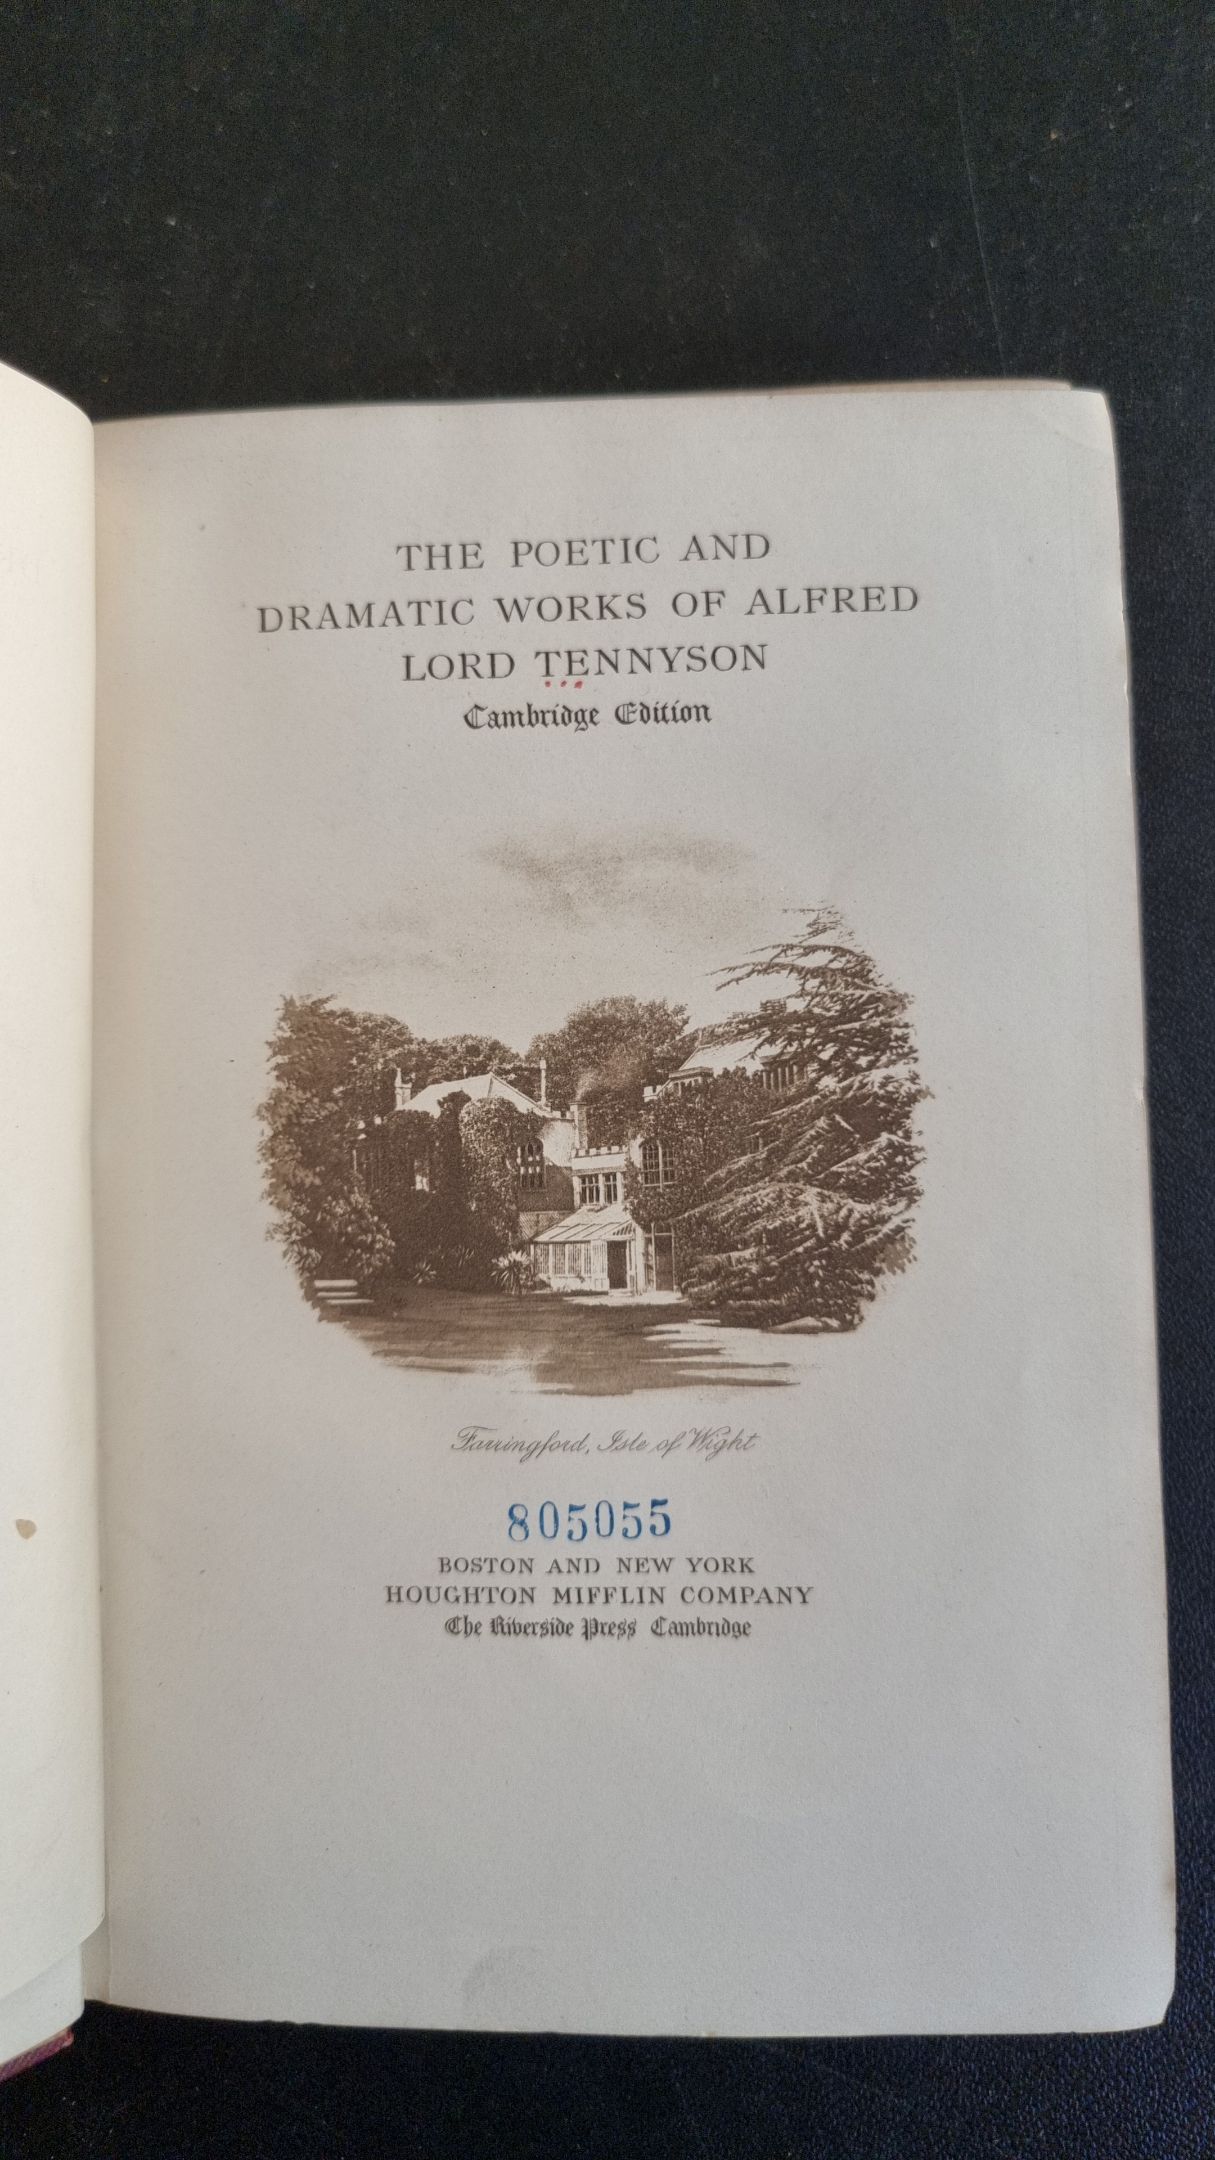 THE POETIC AND
DRAMATIC WORKS OF ALFRED
LORD TENNYSON
Cambridge Edition
Farringford, Isle of Wight
805055
BOSTON AND NEW YORK
HOUGHTON MIFFLIN COMPANY
The Riverside Press Cambridge